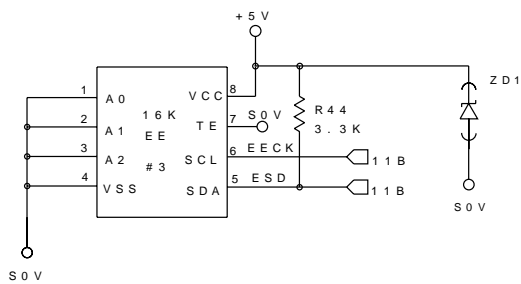 +5V
ZD1
1 A0 16K VCC 8
EE S0V
2 A1 TE 7
R44
3.3K
3 A2 #3 SCL 6 EECK 11B
4 VSS SDA 5 ESD 11B
S0V
S0V